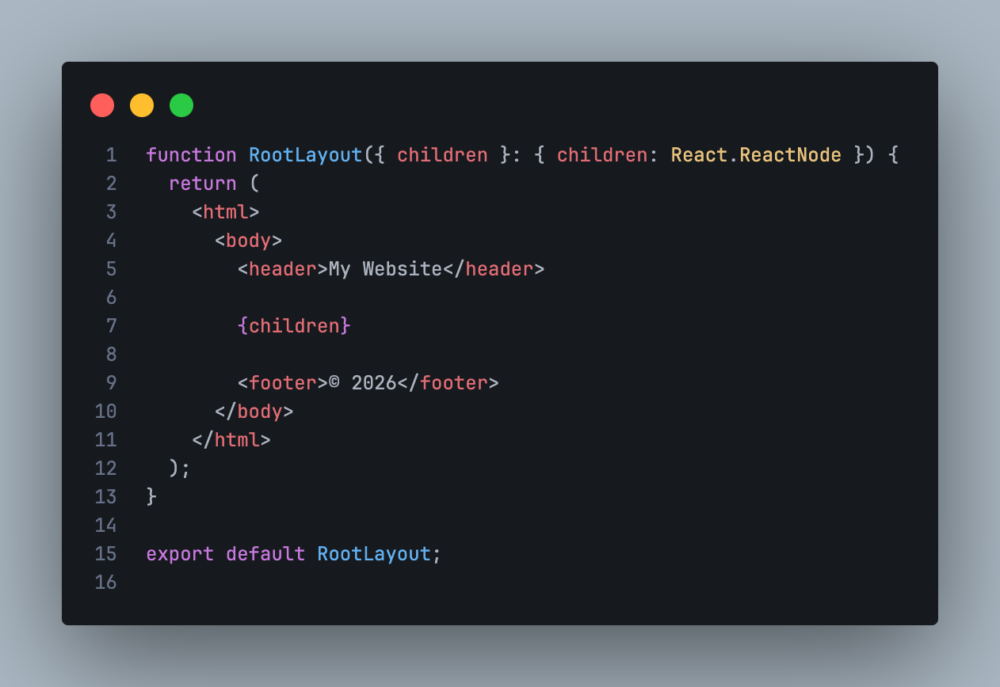 1 function RootLayout({ children }: { children: React.ReactNode }) {
2   return (
3     <html>
4       <body>
5         <header>My Website</header>
6
7         {children}
8
9         <footer>© 2026</footer>
10       </body>
11     </html>
12   );
13 }
14
15 export default RootLayout;
16